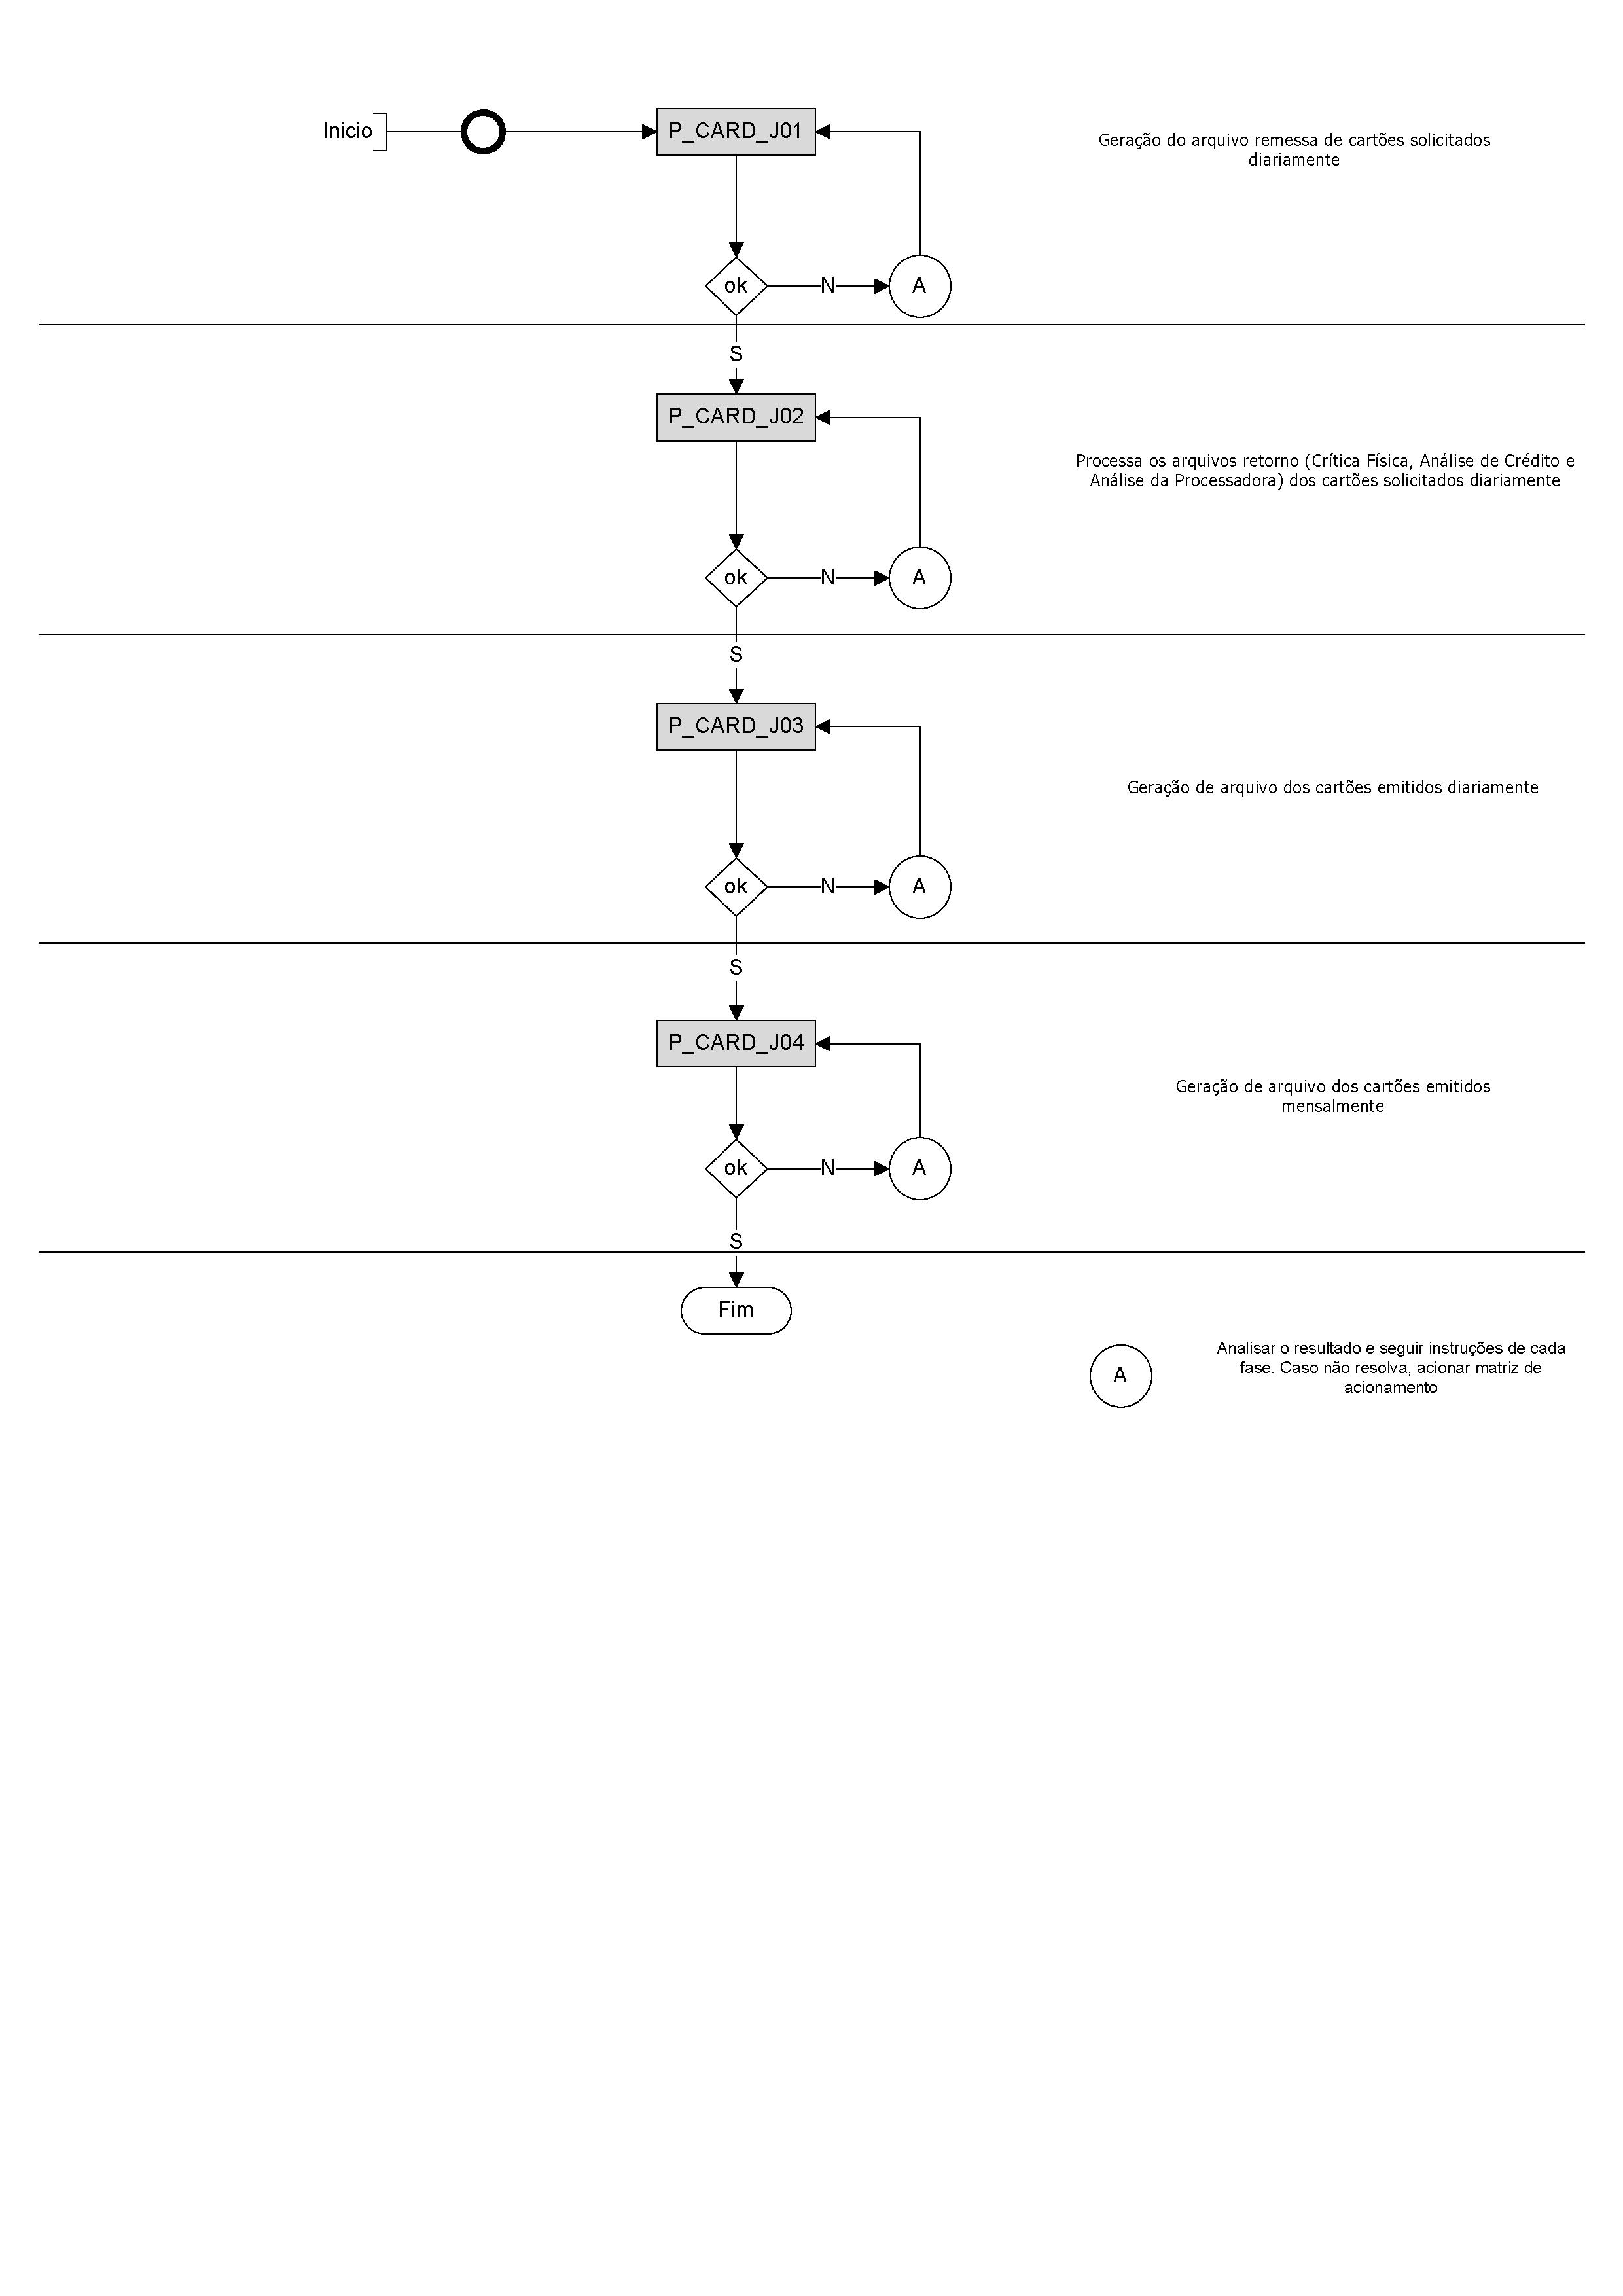 Inicio
P_CARD_J01
Geração do arquivo remessa de cartões solicitados
diariamente
ok
N
A
S
P_CARD_J02
Processa os arquivos retorno (Crítica Física, Análise de Crédito e
Análise da Processadora) dos cartões solicitados diariamente
ok
N
A
S
P_CARD_J03
Geração de arquivo dos cartões emitidos diariamente
ok
N
A
S
P_CARD_J04
Geração de arquivo dos cartões emitidos
mensalmente
ok
N
A
S
Fim
A
Analisar o resultado e seguir instruções de cada
fase. Caso não resolva, acionar matriz de
acionamento